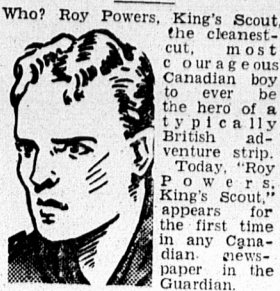 Who? Roy Powers, King's Scout,
the cleanest-
cut, most
courageous
Canadian boy
to ever be
the hero of a
typically
British ad-
venture strip.
Today, "Roy
Powers,
King's Scout,"
appears for
the first time
in any Cana-
dian news-
paper in the
Guardian.